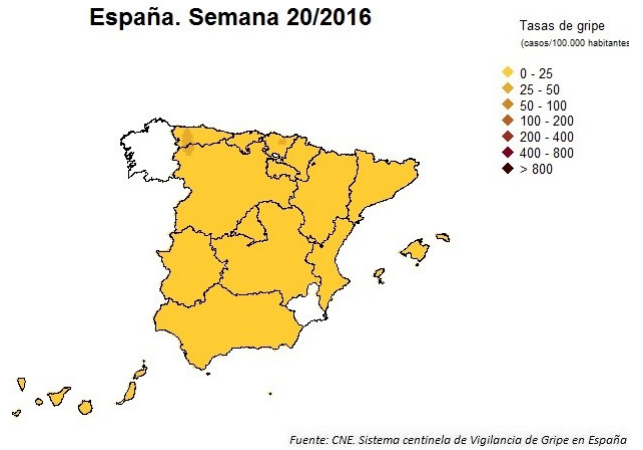 España. Semana 20/2016
Tasas de gripe
(casos/100.000 habitantes
0 - 25
25 - 50
50 - 100
100 - 200
200 - 400
400 - 800
> 800
Fuente: CNE. Sistema centinela de Vigilancia de Gripe en España